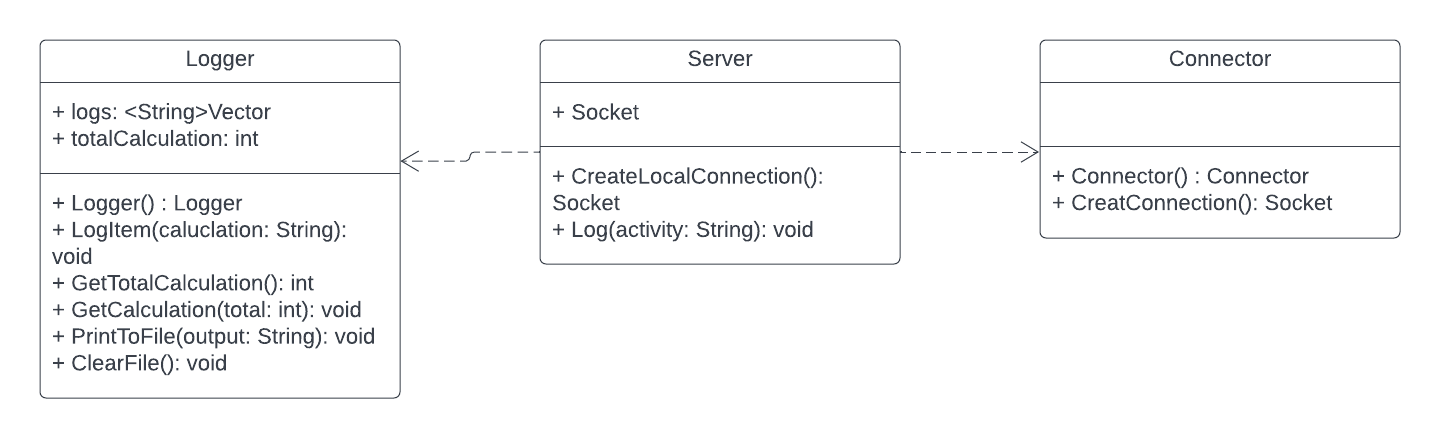 Logger
+ logs: <String>Vector
+ totalCalculation: int
+ Logger() : Logger
+ LogItem(caluclation: String):
void
+ GetTotalCalculation(): int
+ GetCalculation(total: int): void
+ PrintToFile(output: String): void
+ ClearFile(): void
Server
+ Socket
+ CreateLocalConnection():
Socket
+ Log(activity: String): void
Connector
+ Connector() : Connector
+ CreatConnection(): Socket